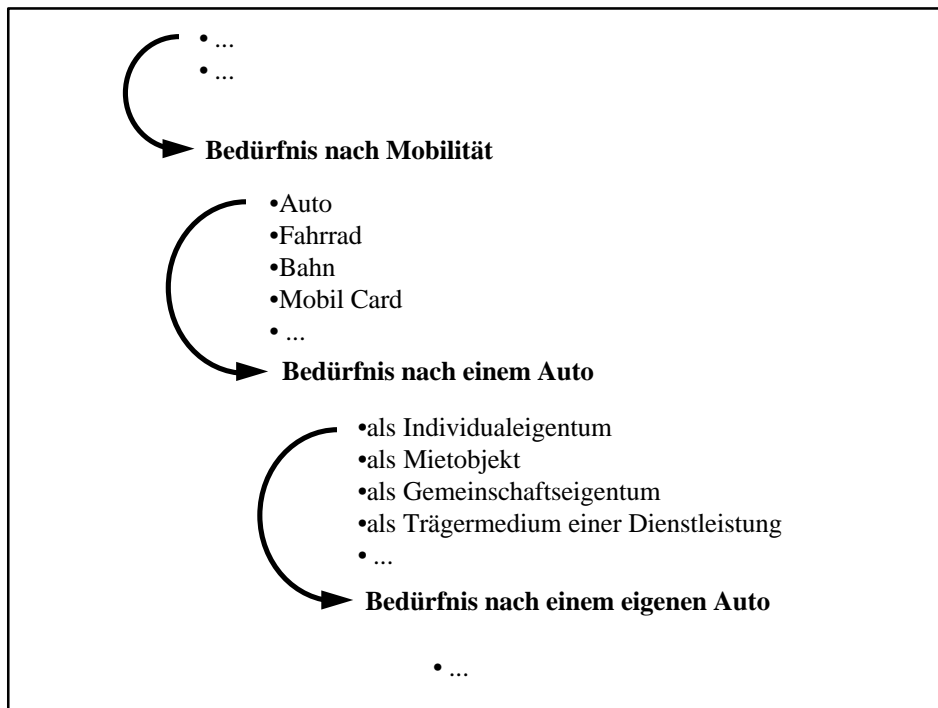 • ...
• ...
Bedürfnis nach Mobilität
•Auto
•Fahrrad
•Bahn
•Mobil Card
• ...
Bedürfnis nach einem Auto
•als Individualeigentum
•als Mietobjekt
•als Gemeinschaftseigentum
•als Trägermedium einer Dienstleistung
• ...
Bedürfnis nach einem eigenen Auto
• ...